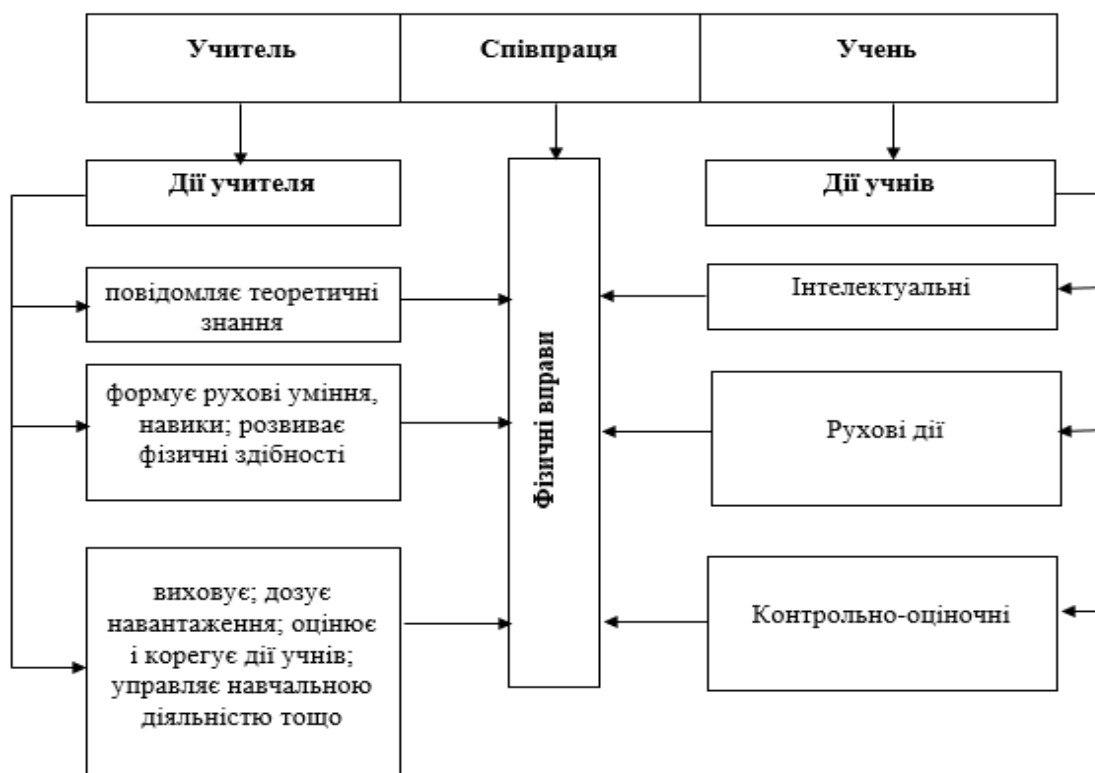 Учитель
Співпраця
Учень
Дії учителя
Дії учнів
повідомляє теоретичні
знання
Інтелектуальні
формує рухові уміння,
навики; розвиває
фізичні здібності
Фізичні вправи
Рухові дії
виховує; дозує
навантаження; оцінює
і корегує дії учнів;
управляє навчальною
діяльністю тощо
Контрольно-оціночні